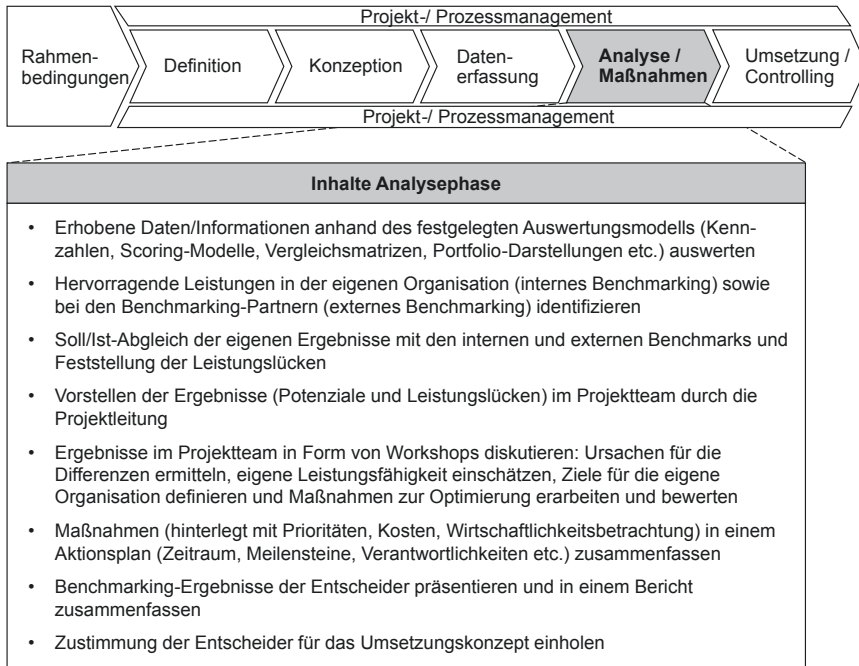 Projekt-/ Prozessmanagement
Rahmen-
bedingungen
Definition
Konzeption
Daten-
erfassung
Analyse /
Maßnahmen
Umsetzung /
Controlling
Projekt-/ Prozessmanagement
Inhalte Analysephase
• Erhobene Daten/Informationen anhand des festgelegten Auswertungsmodells (Kenn-
zahlen, Scoring-Modelle, Vergleichsmatrizen, Portfolio-Darstellungen etc.) auswerten
• Hervorragende Leistungen in der eigenen Organisation (internes Benchmarking) sowie
bei den Benchmarking-Partnern (externes Benchmarking) identifizieren
• Soll/Ist-Abgleich der eigenen Ergebnisse mit den internen und externen Benchmarks und
Feststellung der Leistungslücken
• Vorstellen der Ergebnisse (Potenziale und Leistungslücken) im Projektteam durch die
Projektleitung
• Ergebnisse im Projektteam in Form von Workshops diskutieren: Ursachen für die
Differenzen ermitteln, eigene Leistungsfähigkeit einschätzen, Ziele für die eigene
Organisation definieren und Maßnahmen zur Optimierung erarbeiten und bewerten
• Maßnahmen (hinterlegt mit Prioritäten, Kosten, Wirtschaftlichkeitsbetrachtung) in einem
Aktionsplan (Zeitraum, Meilensteine, Verantwortlichkeiten etc.) zusammenfassen
• Benchmarking-Ergebnisse der Entscheider präsentieren und in einem Bericht
zusammenfassen
• Zustimmung der Entscheider für das Umsetzungskonzept einholen